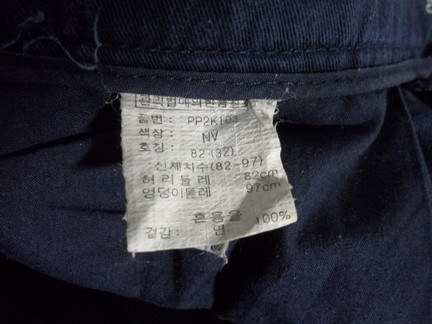 품번: PP2K103
색상: NV
호칭: 82(32)
신체치수(82-97)
허리둘레 82cm
엉덩이둘레 97cm
혼용율
겉감: 면 100%